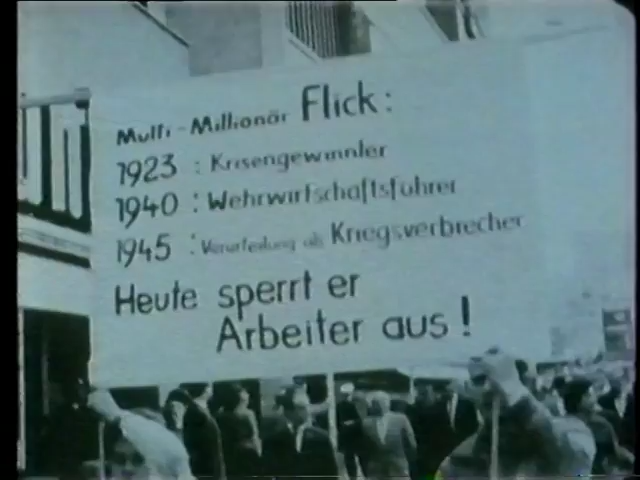 Multi-Millionär Flick:
1923 : Krisengewinnler
1940 : Wehrwirtschaftsführer
1945 : Verurteilung als Kriegsverbrecher
Heute sperrt er
Arbeiter aus!